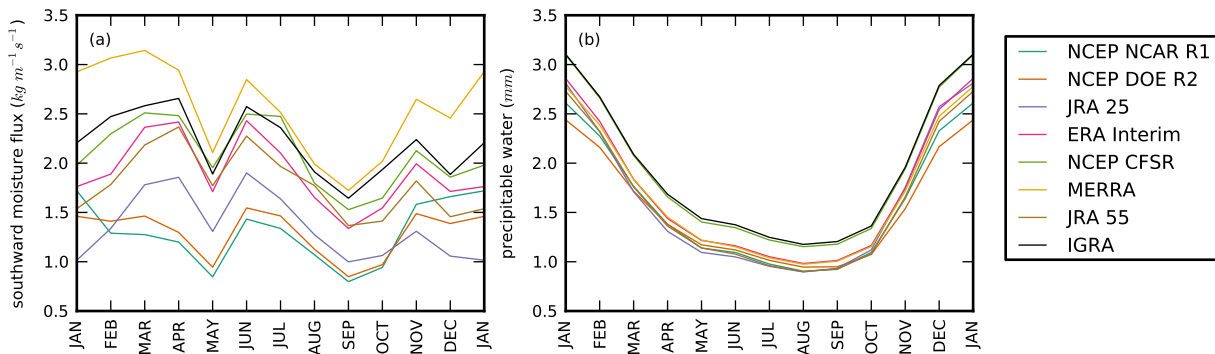 (a)
southward moisture flux (kg m⁻¹ s⁻¹)
3.5
3.0
2.5
2.0
1.5
1.0
0.5
JAN
FEB
MAR
APR
MAY
JUN
JUL
AUG
SEP
OCT
NOV
DEC
JAN
(b)
precipitable water (mm)
3.5
3.0
2.5
2.0
1.5
1.0
0.5
JAN
FEB
MAR
APR
MAY
JUN
JUL
AUG
SEP
OCT
NOV
DEC
JAN
NCEP NCAR R1
NCEP DOE R2
JRA 25
ERA Interim
NCEP CFSR
MERRA
JRA 55
IGRA